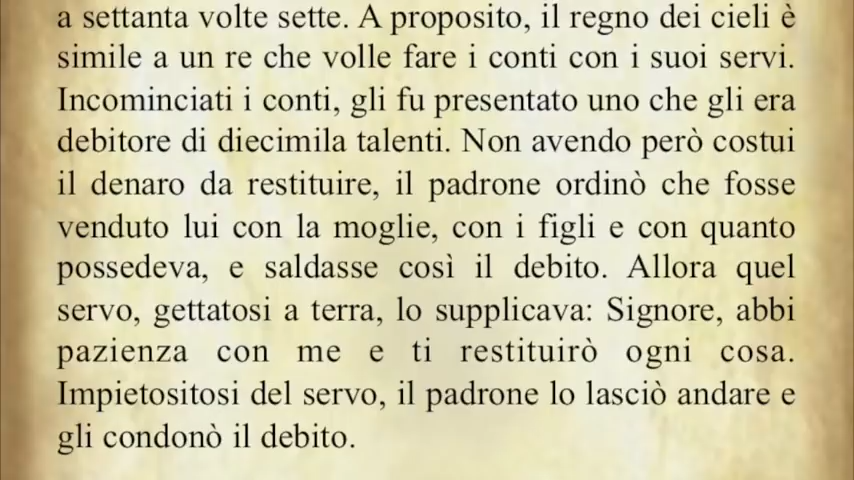 a settanta volte sette. A proposito, il regno dei cieli è
simile a un re che volle fare i conti con i suoi servi.
Incominciati i conti, gli fu presentato uno che gli era
debitore di diecimila talenti. Non avendo però costui
il denaro da restituire, il padrone ordinò che fosse
venduto lui con la moglie, con i figli e con quanto
possedeva, e saldasse così il debito. Allora quel
servo, gettatosi a terra, lo supplicava: Signore, abbi
pazienza con me e ti restituirò ogni cosa.
Impietositosi del servo, il padrone lo lasciò andare e
gli condonò il debito.